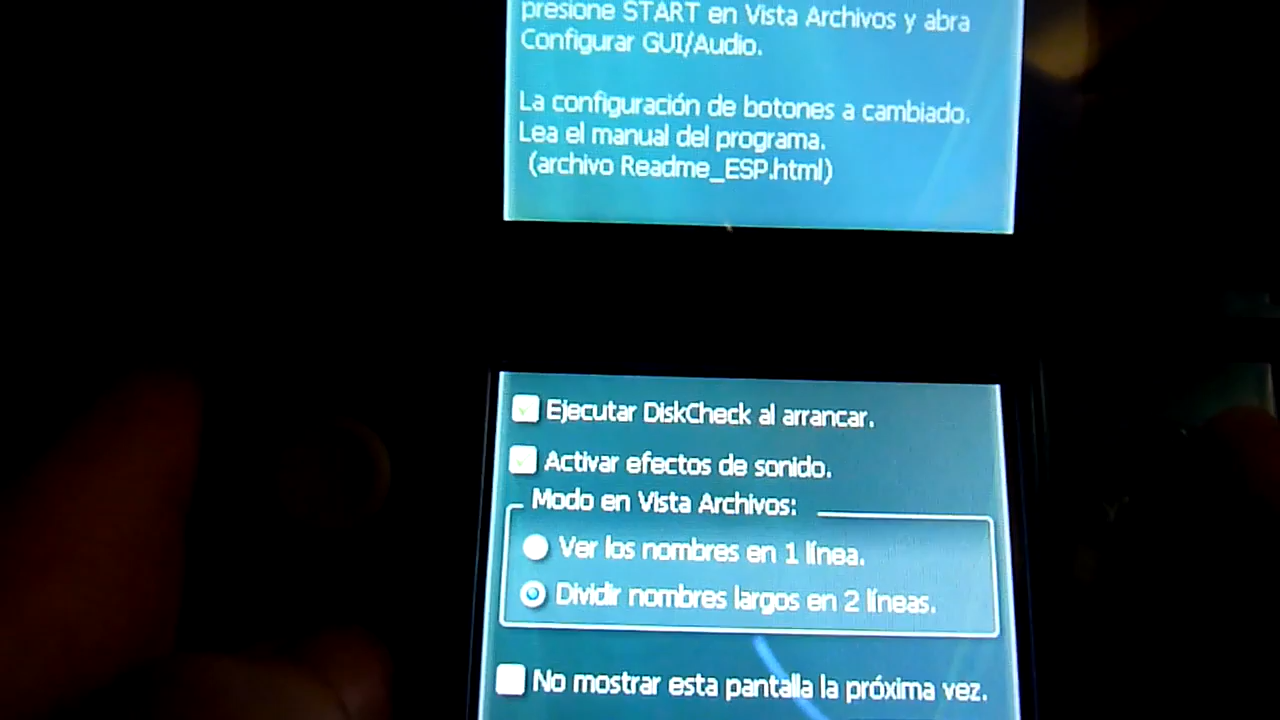 presione START en Vista Archivos y abra
Configurar GUI/Audio.
La configuración de botones a cambiado.
Lea el manual del programa.
(archivo Readme_ESP.html)
Ejecutar DiskCheck al arrancar.
Activar efectos de sonido.
Modo en Vista Archivos:
Ver los nombres en 1 línea.
Dividir nombres largos en 2 líneas.
No mostrar esta pantalla la próxima vez.